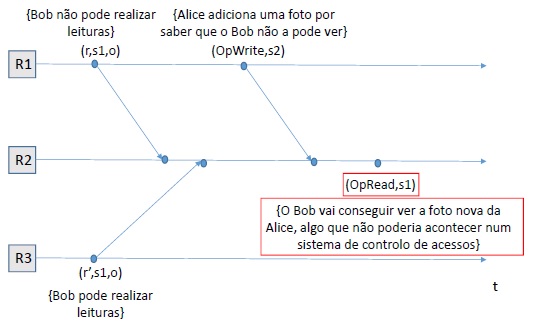 {Bob não pode realizar
leituras}
(r,s1,o)
{Alice adiciona uma foto por
saber que o Bob não a pode ver}
(OpWrite,s2)
R1
R2
(OpRead,s1)
{O Bob vai conseguir ver a foto nova da
Alice, algo que não poderia acontecer num
sistema de controlo de acessos}
R3
(r’,s1,o)
{Bob pode realizar
leituras}
t